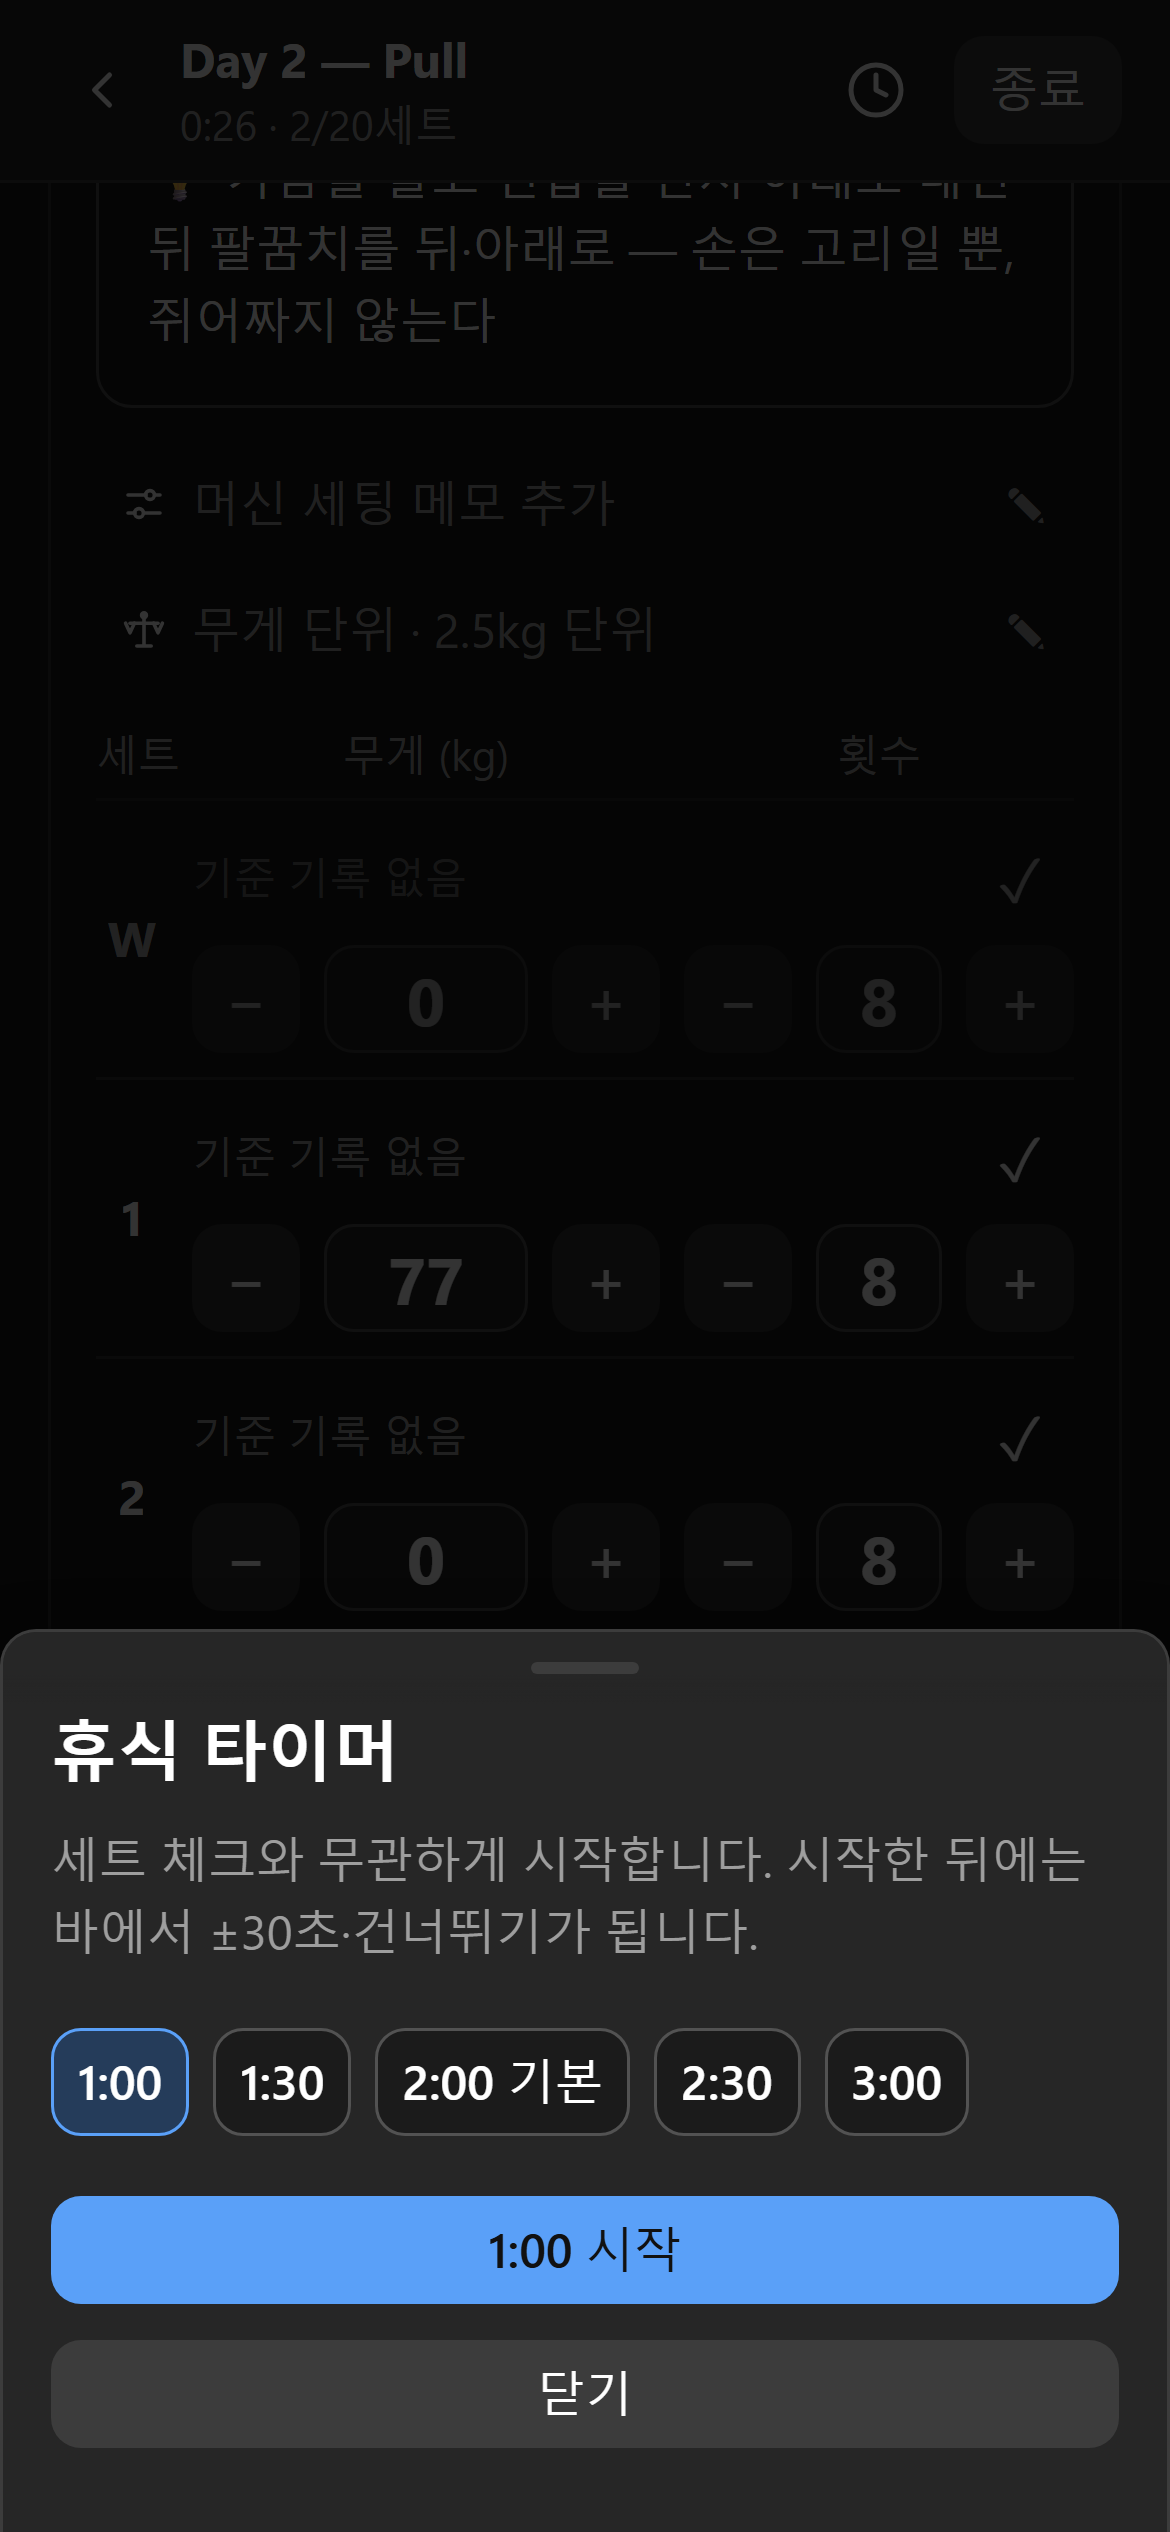 Day 2 — Pull
0:26 · 2/20세트
종료
뒤 팔꿈치를 뒤·아래로 — 손은 고리일 뿐,
쥐어짜지 않는다
머신 세팅 메모 추가
무게 단위 · 2.5kg 단위
세트 무게 (kg) 횟수
기준 기록 없음 ✓
W − 0 + − 8 +
기준 기록 없음 ✓
1 − 77 + − 8 +
기준 기록 없음 ✓
2 − 0 + − 8 +
휴식 타이머
세트 체크와 무관하게 시작합니다. 시작한 뒤에는
바에서 ±30초·건너뛰기가 됩니다.
1:00 1:30 2:00 기본 2:30 3:00
1:00 시작
닫기